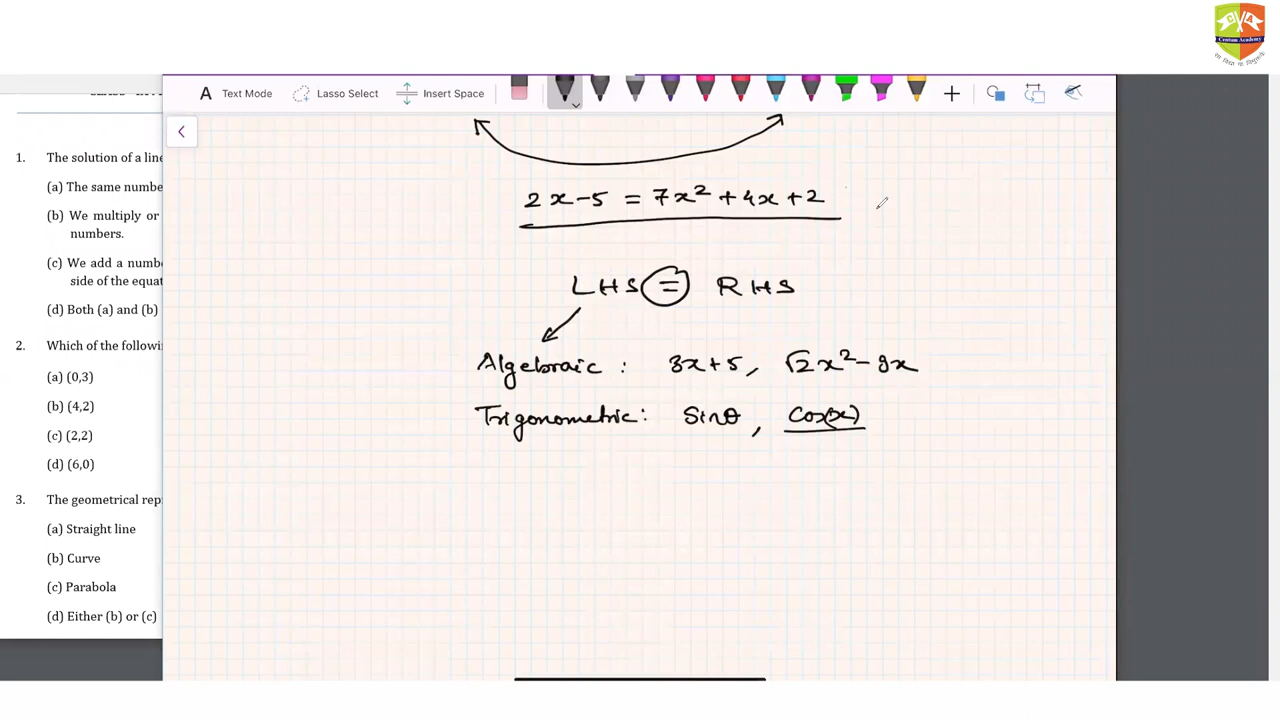 Centum Academy
Text Mode
Lasso Select
Insert Space
2x-5 = 7x² + 4x + 2
LHS = RHS
Algebraic : 3x+5, √2x² - 9x
Trigonometric : Sinθ, Cos(x)
1. The solution of a line
(a) The same numbe
(b) We multiply or
numbers.
(c) We add a numb
side of the equat
(d) Both (a) and (b)
2. Which of the followi
(a) (0,3)
(b) (4,2)
(c) (2,2)
(d) (6,0)
3. The geometrical rep
(a) Straight line
(b) Curve
(c) Parabola
(d) Either (b) or (c)